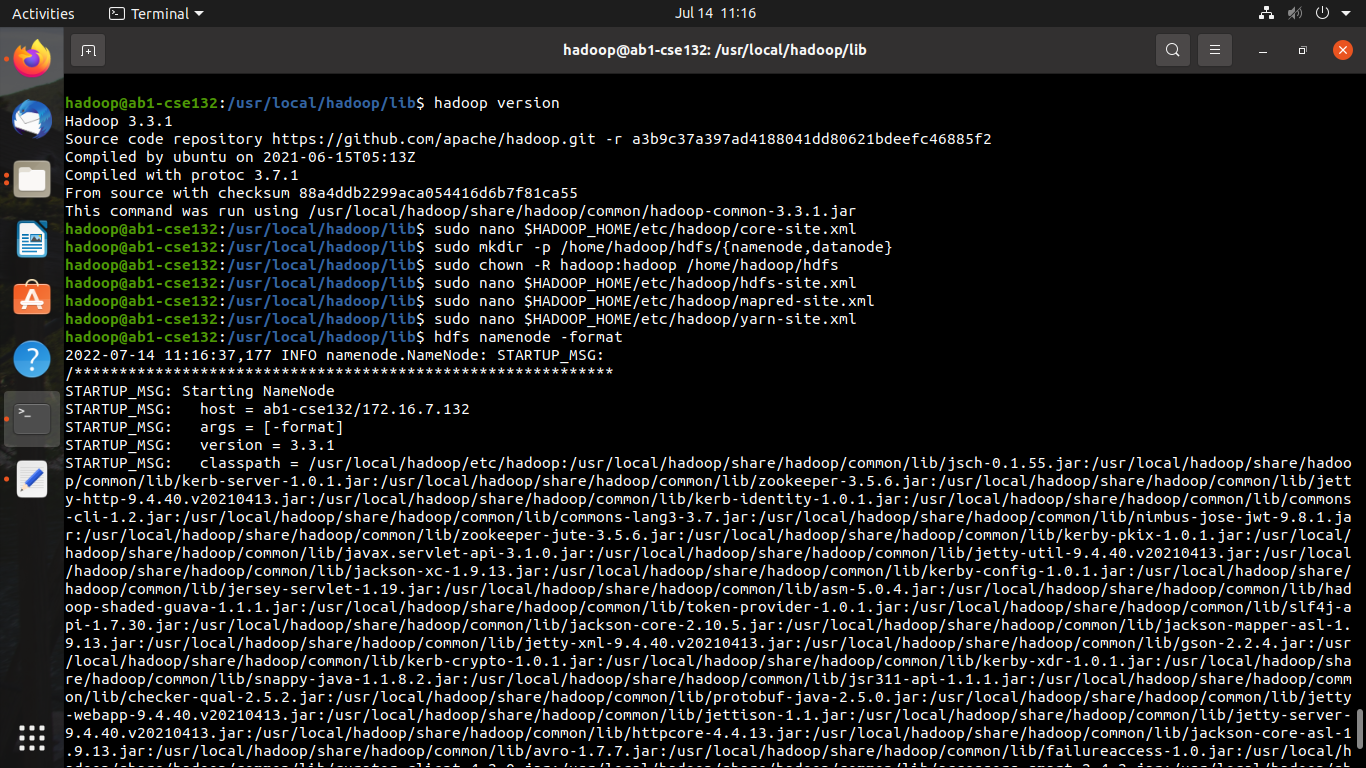 Activities
Terminal
Jul 14 11:16
hadoop@ab1-cse132: /usr/local/hadoop/lib
hadoop@ab1-cse132:/usr/local/hadoop/lib$ hadoop version
Hadoop 3.3.1
Source code repository https://github.com/apache/hadoop.git -r a3b9c37a397ad4188041dd80621bdeefc46885f2
Compiled by ubuntu on 2021-06-15T05:13Z
Compiled with protoc 3.7.1
From source with checksum 88a4ddb2299aca054416d6b7f81ca55
This command was run using /usr/local/hadoop/share/hadoop/common/hadoop-common-3.3.1.jar
hadoop@ab1-cse132:/usr/local/hadoop/lib$ sudo nano $HADOOP_HOME/etc/hadoop/core-site.xml
hadoop@ab1-cse132:/usr/local/hadoop/lib$ sudo mkdir -p /home/hadoop/hdfs/{namenode,datanode}
hadoop@ab1-cse132:/usr/local/hadoop/lib$ sudo chown -R hadoop:hadoop /home/hadoop/hdfs
hadoop@ab1-cse132:/usr/local/hadoop/lib$ sudo nano $HADOOP_HOME/etc/hadoop/hdfs-site.xml
hadoop@ab1-cse132:/usr/local/hadoop/lib$ sudo nano $HADOOP_HOME/etc/hadoop/mapred-site.xml
hadoop@ab1-cse132:/usr/local/hadoop/lib$ sudo nano $HADOOP_HOME/etc/hadoop/yarn-site.xml
hadoop@ab1-cse132:/usr/local/hadoop/lib$ hdfs namenode -format
2022-07-14 11:16:37,177 INFO namenode.NameNode: STARTUP_MSG:
/************************************************************
STARTUP_MSG: Starting NameNode
STARTUP_MSG:   host = ab1-cse132/172.16.7.132
STARTUP_MSG:   args = [-format]
STARTUP_MSG:   version = 3.3.1
STARTUP_MSG:   classpath = /usr/local/hadoop/etc/hadoop:/usr/local/hadoop/share/hadoop/common/lib/jsch-0.1.55.jar:/usr/local/hadoop/share/hadoo
p/common/lib/kerb-server-1.0.1.jar:/usr/local/hadoop/share/hadoop/common/lib/zookeeper-3.5.6.jar:/usr/local/hadoop/share/hadoop/common/lib/jett
y-http-9.4.40.v20210413.jar:/usr/local/hadoop/share/hadoop/common/lib/kerb-identity-1.0.1.jar:/usr/local/hadoop/share/hadoop/common/lib/commons
-cli-1.2.jar:/usr/local/hadoop/share/hadoop/common/lib/commons-lang3-3.7.jar:/usr/local/hadoop/share/hadoop/common/lib/nimbus-jose-jwt-9.8.1.ja
r:/usr/local/hadoop/share/hadoop/common/lib/zookeeper-jute-3.5.6.jar:/usr/local/hadoop/share/hadoop/common/lib/kerby-pkix-1.0.1.jar:/usr/local/
hadoop/share/hadoop/common/lib/javax.servlet-api-3.1.0.jar:/usr/local/hadoop/share/hadoop/common/lib/jetty-util-9.4.40.v20210413.jar:/usr/local
/hadoop/share/hadoop/common/lib/jackson-xc-1.9.13.jar:/usr/local/hadoop/share/hadoop/common/lib/kerby-config-1.0.1.jar:/usr/local/hadoop/share/
hadoop/common/lib/jersey-servlet-1.19.jar:/usr/local/hadoop/share/hadoop/common/lib/asm-5.0.4.jar:/usr/local/hadoop/share/hadoop/common/lib/had
oop-shaded-guava-1.1.1.jar:/usr/local/hadoop/share/hadoop/common/lib/token-provider-1.0.1.jar:/usr/local/hadoop/share/hadoop/common/lib/slf4j-a
pi-1.7.30.jar:/usr/local/hadoop/share/hadoop/common/lib/jackson-core-2.10.5.jar:/usr/local/hadoop/share/hadoop/common/lib/jackson-mapper-asl-1.
9.13.jar:/usr/local/hadoop/share/hadoop/common/lib/jetty-xml-9.4.40.v20210413.jar:/usr/local/hadoop/share/hadoop/common/lib/gson-2.2.4.jar:/usr
/local/hadoop/share/hadoop/common/lib/kerb-crypto-1.0.1.jar:/usr/local/hadoop/share/hadoop/common/lib/kerby-xdr-1.0.1.jar:/usr/local/hadoop/sha
re/hadoop/common/lib/snappy-java-1.1.8.2.jar:/usr/local/hadoop/share/hadoop/common/lib/jsr311-api-1.1.1.jar:/usr/local/hadoop/share/hadoop/comm
on/lib/checker-qual-2.5.2.jar:/usr/local/hadoop/share/hadoop/common/lib/protobuf-java-2.5.0.jar:/usr/local/hadoop/share/hadoop/common/lib/jetty
-webapp-9.4.40.v20210413.jar:/usr/local/hadoop/share/hadoop/common/lib/jettison-1.1.jar:/usr/local/hadoop/share/hadoop/common/lib/jetty-server-
9.4.40.v20210413.jar:/usr/local/hadoop/share/hadoop/common/lib/httpcore-4.4.13.jar:/usr/local/hadoop/share/hadoop/common/lib/jackson-core-asl-1
.9.13.jar:/usr/local/hadoop/share/hadoop/common/lib/avro-1.7.7.jar:/usr/local/hadoop/share/hadoop/common/lib/failureaccess-1.0.jar:/usr/local/h